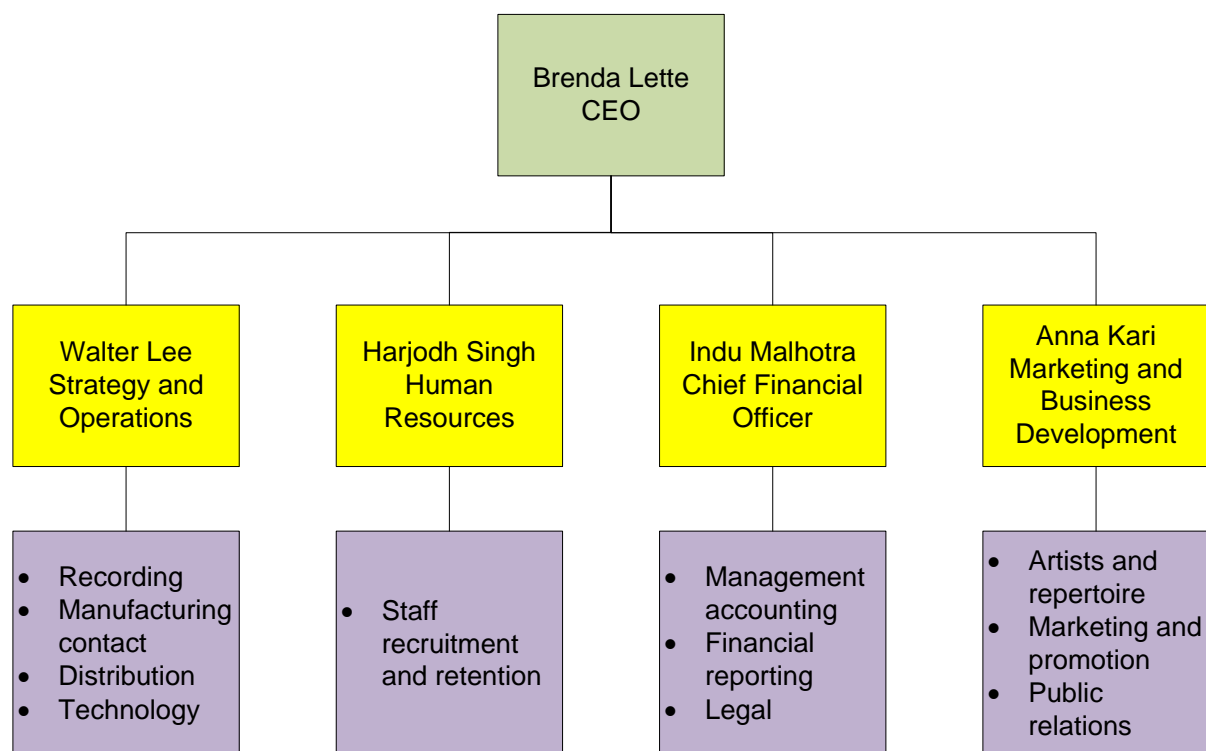 Brenda Lette
CEO
Walter Lee
Strategy and
Operations
Harjodh Singh
Human
Resources
Indu Malhotra
Chief Financial
Officer
Anna Kari
Marketing and
Business
Development
• Recording
• Manufacturing
contact
• Distribution
• Technology
• Staff
recruitment
and retention
• Management
accounting
• Financial
reporting
• Legal
• Artists and
repertoire
• Marketing and
promotion
• Public
relations